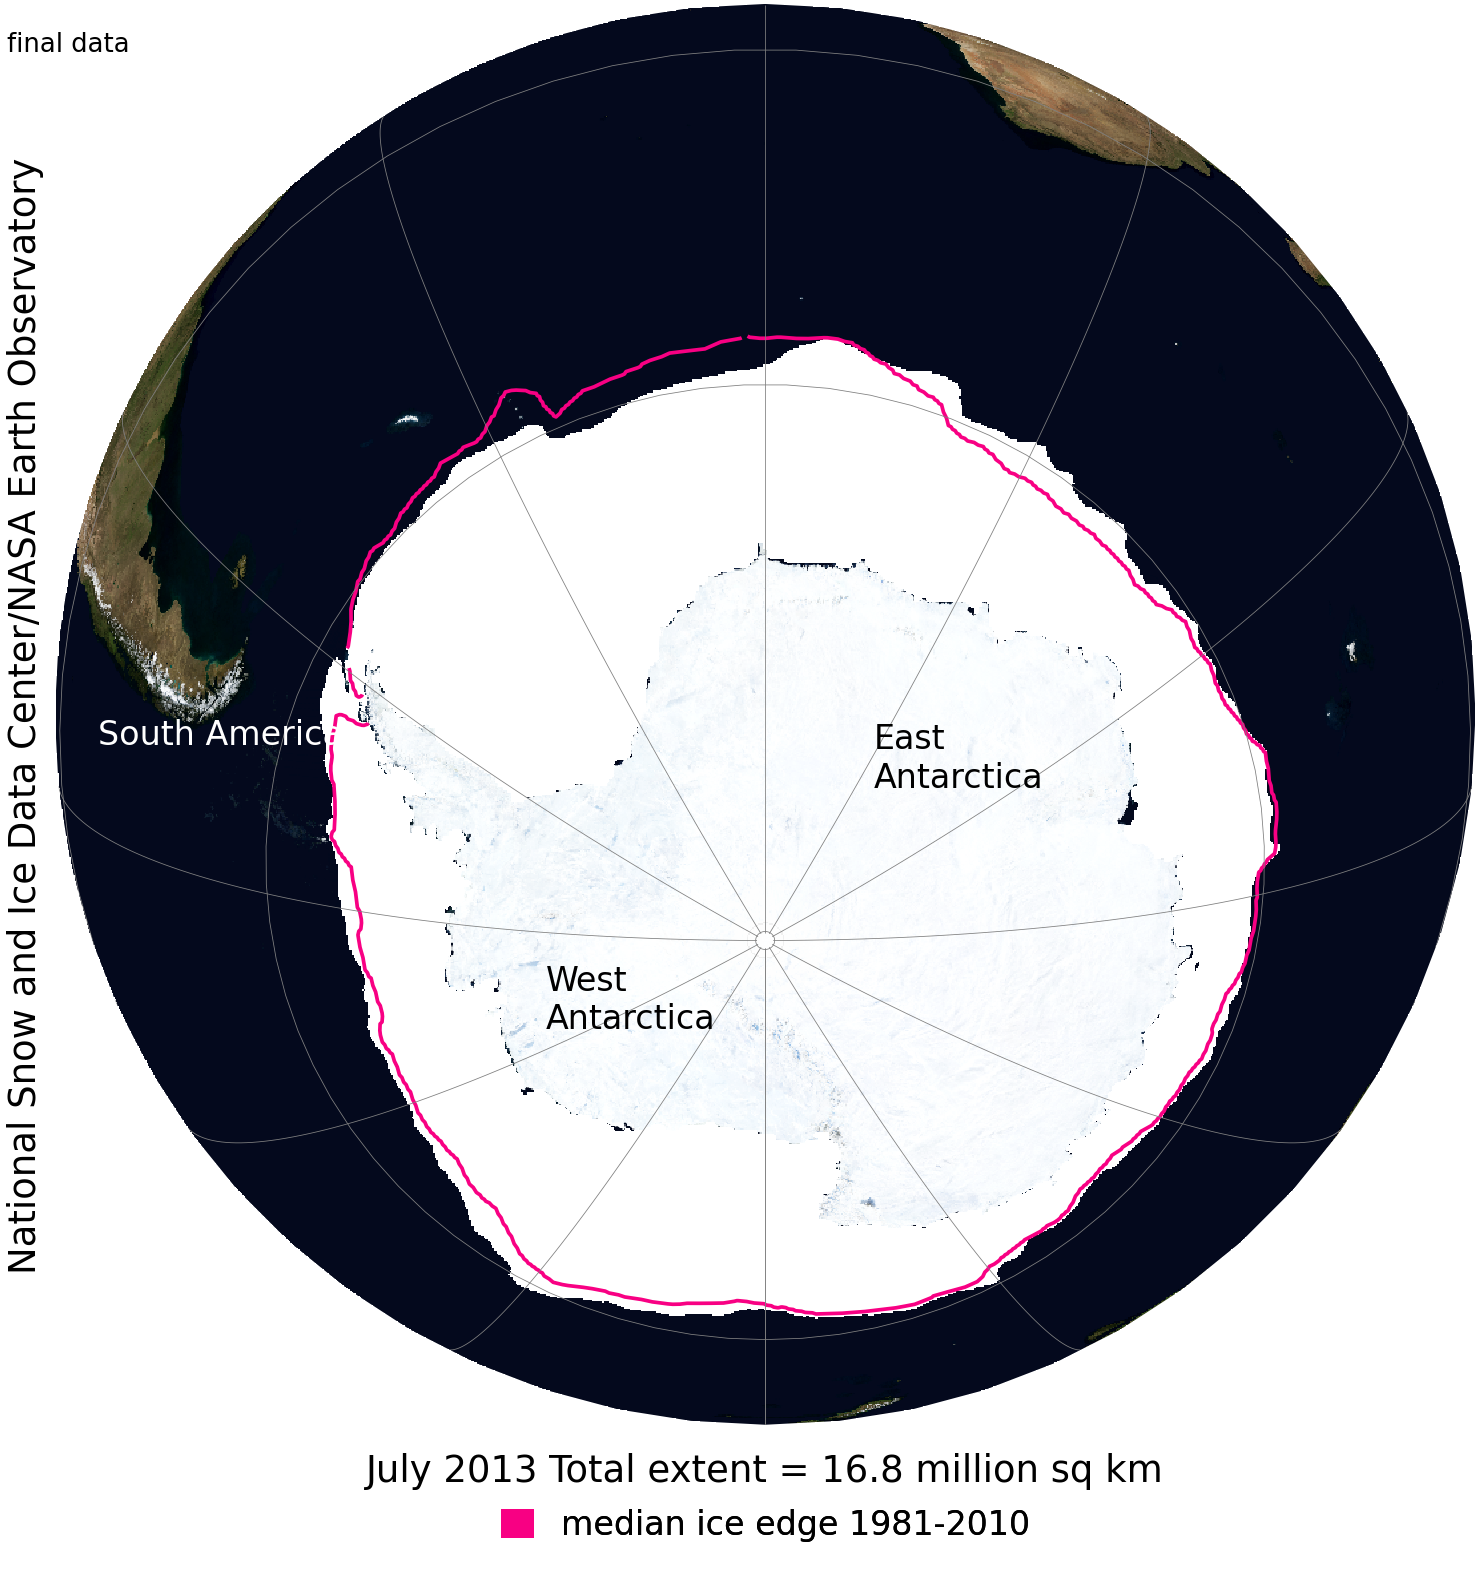 final data
National Snow and Ice Data Center/NASA Earth Observatory
South America
East
Antarctica
West
Antarctica
July 2013 Total extent = 16.8 million sq km
median ice edge 1981-2010